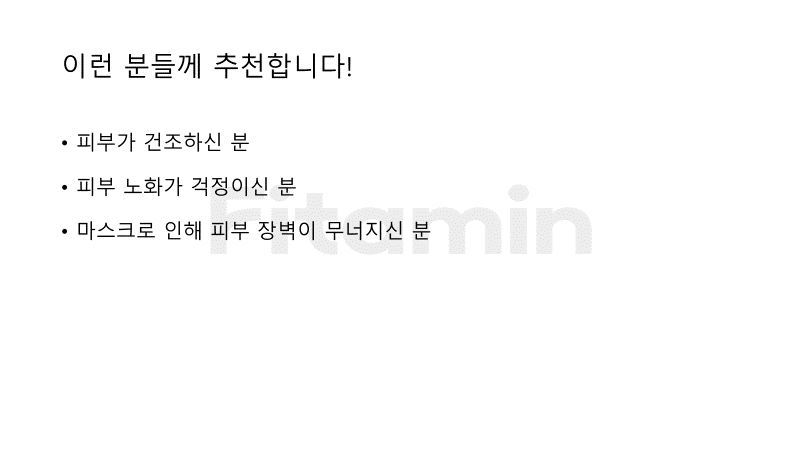 이런 분들께 추천합니다!
• 피부가 건조하신 분
• 피부 노화가 걱정이신 분
• 마스크로 인해 피부 장벽이 무너지신 분
Fitamin